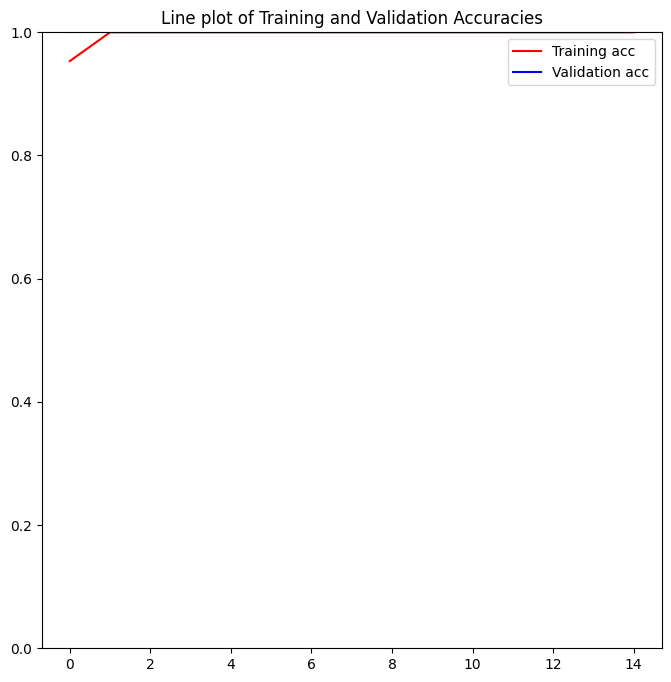 Line plot of Training and Validation Accuracies
1.0
Training acc
Validation acc
0.8
0.6
0.4
0.2
0.0
0 2 4 6 8 10 12 14